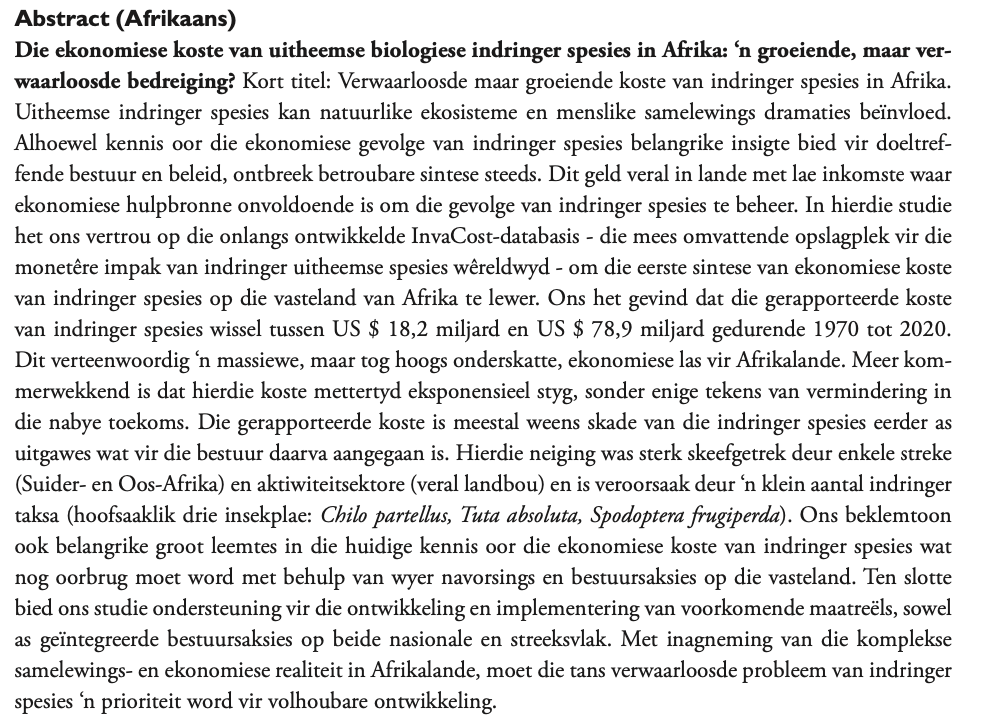 Abstract (Afrikaans)
Die ekonomiese koste van uitheemse biologiese indringer spesies in Afrika: ‘n groeiende, maar ver-
waarloosde bedreiging? Kort titel: Verwaarloosde maar groeiende koste van indringer spesies in Afrika.
Uitheemse indringer spesies kan natuurlike ekosisteme en menslike samelewings dramaties beïnvloed.
Alhoewel kennis oor die ekonomiese gevolge van indringer spesies belangrike insigte bied vir doeltref-
fende bestuur en beleid, ontbreek betroubare sintese steeds. Dit geld veral in lande met lae inkomste waar
ekonomiese hulpbronne onvoldoende is om die gevolge van indringer spesies te beheer. In hierdie studie
het ons vertrou op die onlangs ontwikkelde InvaCost-databasis - die mees omvattende opslagplek vir die
monetêre impak van indringer uitheemse spesies wêreldwyd - om die eerste sintese van ekonomiese koste
van indringer spesies op die vasteland van Afrika te lewer. Ons het gevind dat die gerapporteerde koste
van indringer spesies wissel tussen US $ 18,2 miljard en US $ 78,9 miljard gedurende 1970 tot 2020.
Dit verteenwoordig ‘n massiewe, maar tog hoogs onderskatte, ekonomiese las vir Afrikalande. Meer kom-
merwekkend is dat hierdie koste mettertyd eksponensieel styg, sonder enige tekens van vermindering in
die nabye toekoms. Die gerapporteerde koste is meestal weens skade van die indringer spesies eerder as
uitgawes wat vir die bestuur daarva aangegaan is. Hierdie neiging was sterk skeefgetrek deur enkele streke
(Suider- en Oos-Afrika) en aktiwiteitsektore (veral landbou) en is veroorsaak deur ‘n klein aantal indringer
taksa (hoofsaaklik drie insekplae: Chilo partellus, Tuta absoluta, Spodoptera frugiperda). Ons beklemtoon
ook belangrike groot leemtes in die huidige kennis oor die ekonomiese koste van indringer spesies wat
nog oorbrug moet word met behulp van wyer navorsings en bestuursaksies op die vasteland. Ten slotte
bied ons studie ondersteuning vir die ontwikkeling en implementering van voorkomende maatreëls, sowel
as geïntegreerde bestuursaksies op beide nasionale en streeksvlak. Met inagneming van die komplekse
samelewings- en ekonomiese realiteit in Afrikalande, moet die tans verwaarloosde probleem van indringer
spesies ‘n prioriteit word vir volhoubare ontwikkeling.